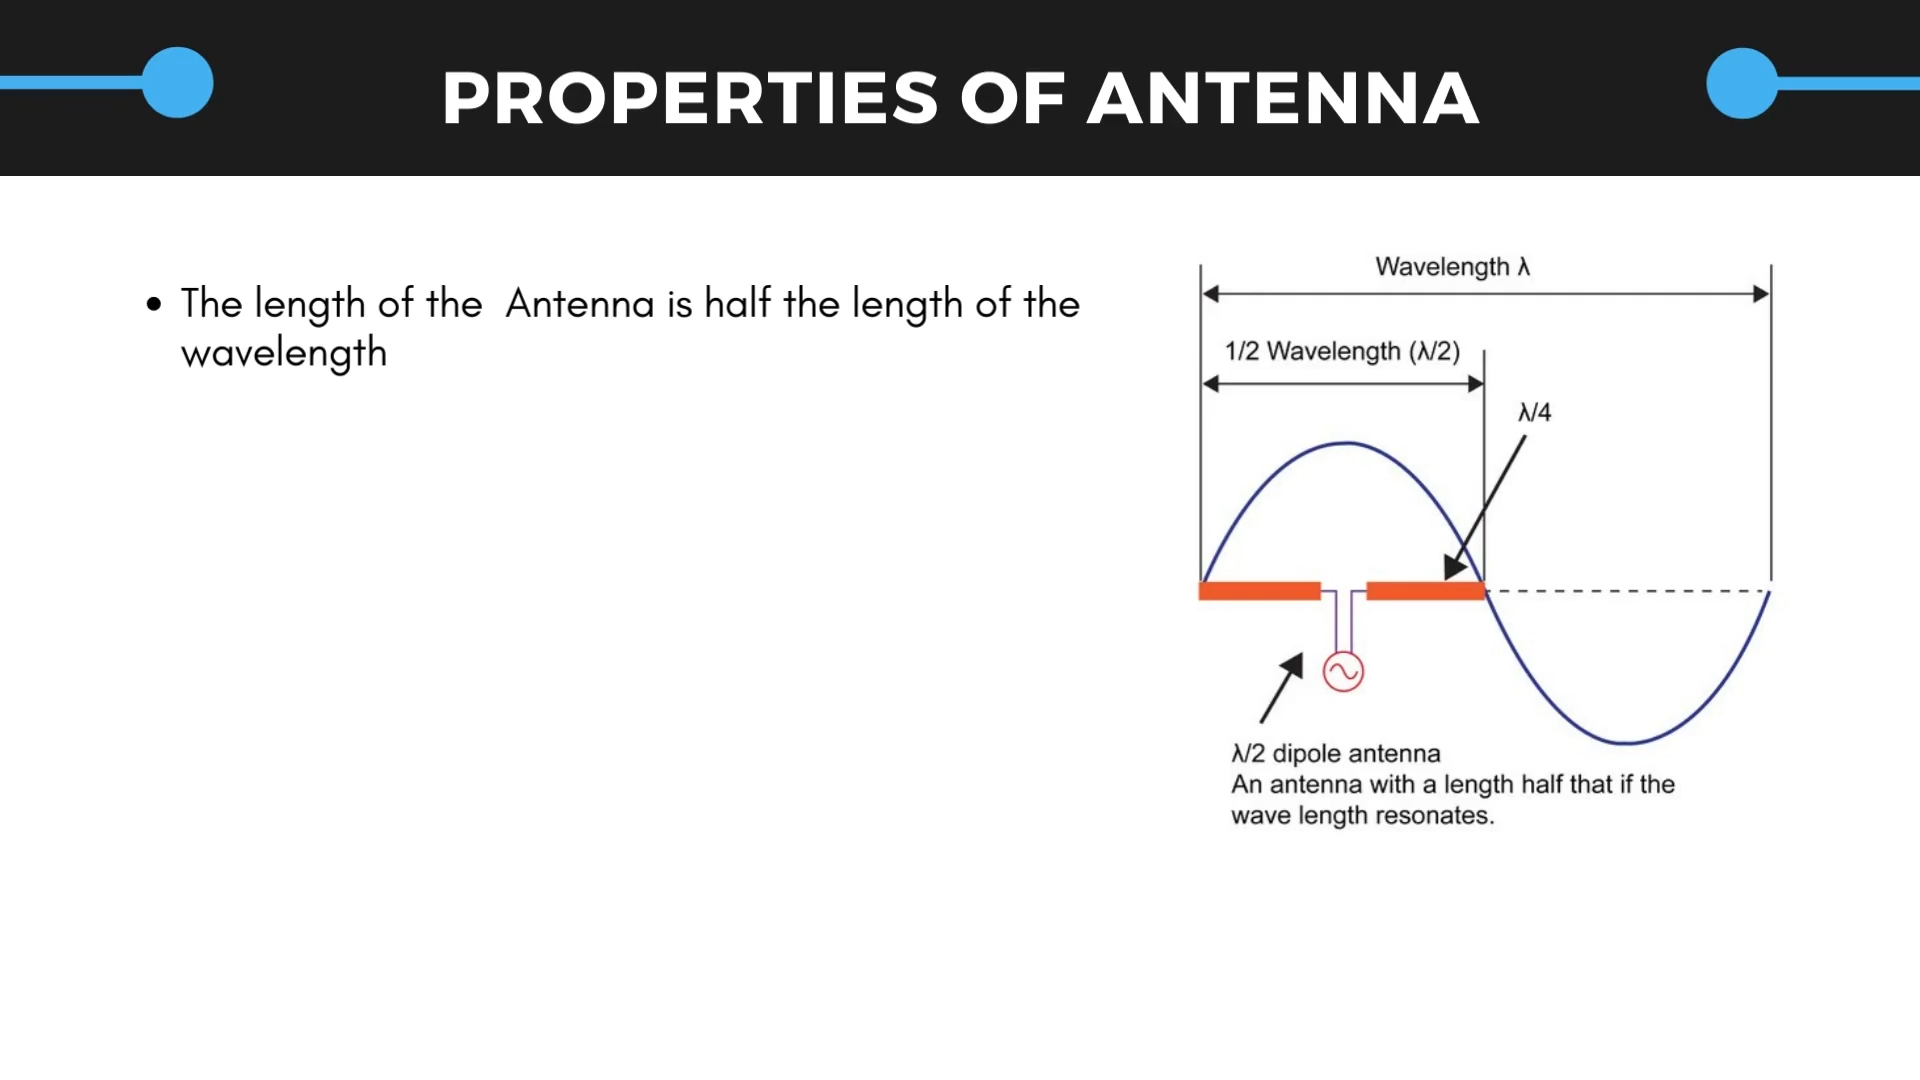 PROPERTIES OF ANTENNA
• The length of the Antenna is half the length of the
wavelength
Wavelength λ
1/2 Wavelength (λ/2)
λ/4
λ/2 dipole antenna
An antenna with a length half that if the
wave length resonates.